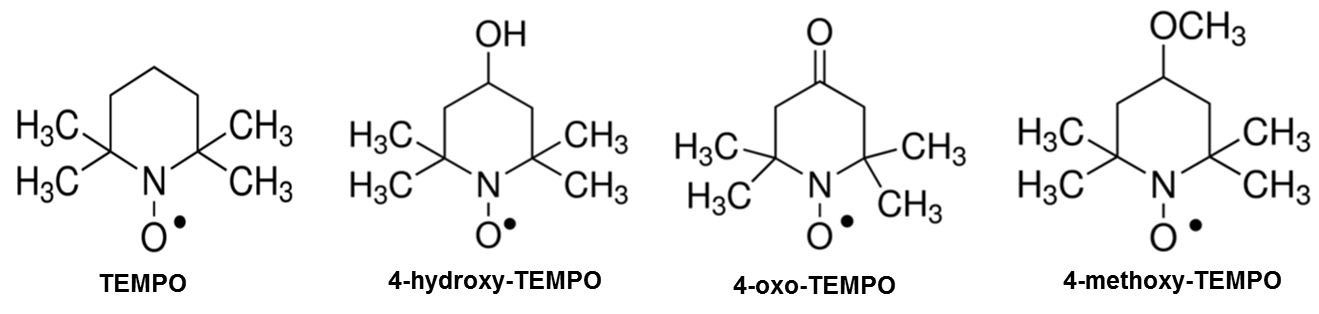 H3C
H3C
N
O•
CH3
CH3
TEMPO
OH
H3C
H3C
N
O•
CH3
CH3
4-hydroxy-TEMPO
O
H3C
H3C
N
O•
CH3
CH3
4-oxo-TEMPO
OCH3
H3C
H3C
N
O•
CH3
CH3
4-methoxy-TEMPO